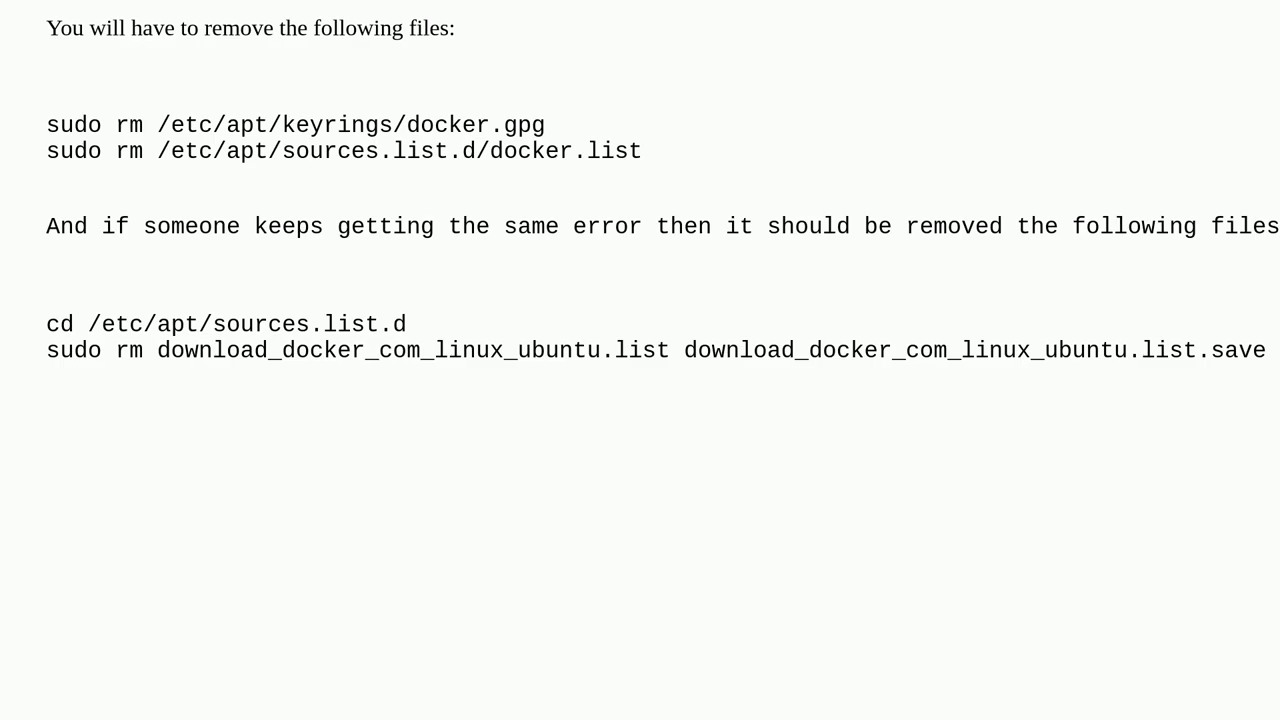 You will have to remove the following files:
sudo rm /etc/apt/keyrings/docker.gpg
sudo rm /etc/apt/sources.list.d/docker.list
And if someone keeps getting the same error then it should be removed the following files
cd /etc/apt/sources.list.d
sudo rm download_docker_com_linux_ubuntu.list download_docker_com_linux_ubuntu.list.save